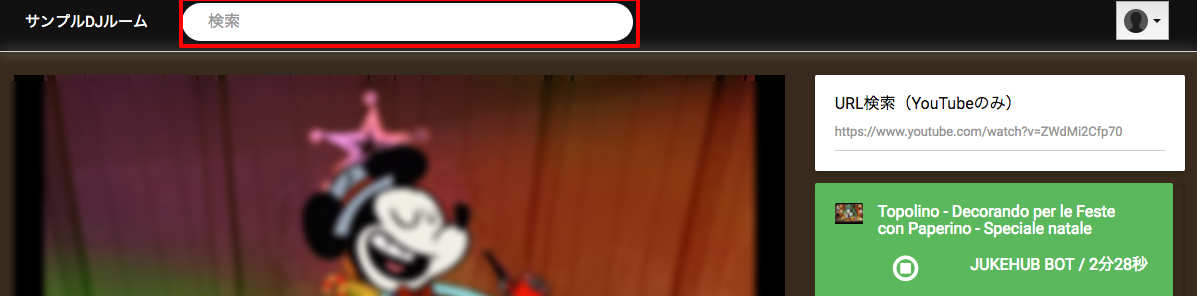 サンプルDJルーム
検索
URL検索（YouTubeのみ）
https://www.youtube.com/watch?v=ZWdMi2Cfp70
Topolino - Decorando per le Feste
con Paperino - Speciale natale
JUKEHUB BOT / 2分28秒